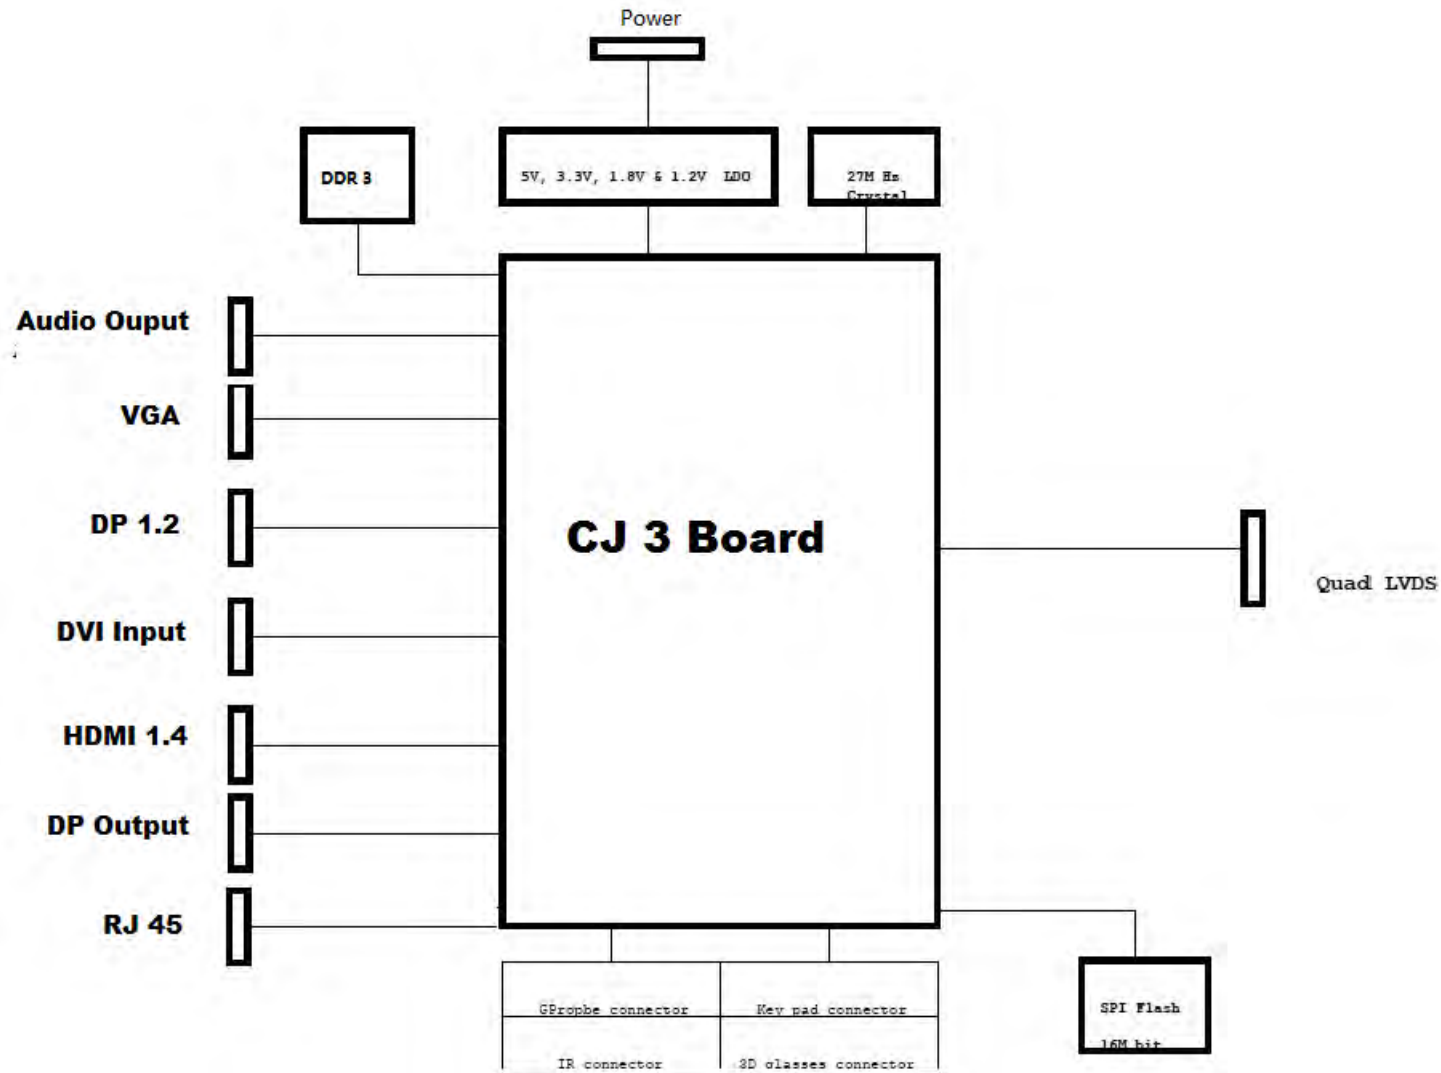 Power
DDR 3
5V, 3.3V, 1.8V & 1.2V LDO
27M Hz
Crystal
Audio Ouput
VGA
DP 1.2
CJ 3 Board
Quad LVDS
DVI Input
HDMI 1.4
DP Output
RJ 45
GPropbe connector
Key pad connector
SPI Flash
16M bit
IR connector
3D glasses connector